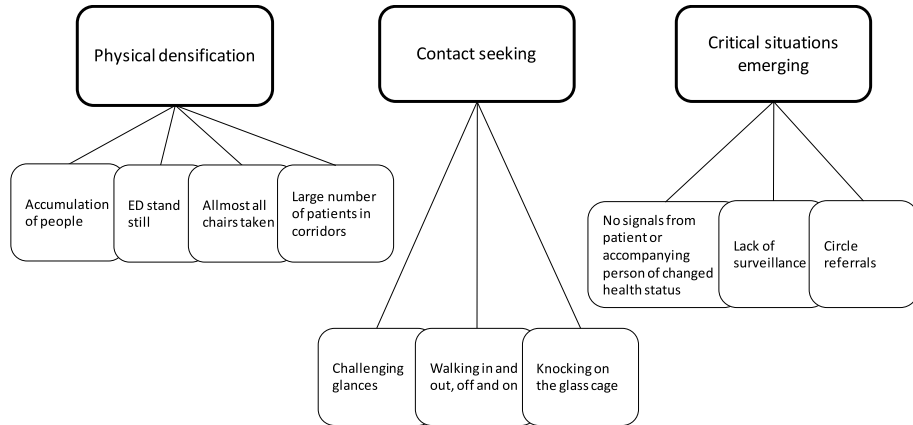 Physical densification
Contact seeking
Critical situations
emerging
Accumulation
of people
ED stand
still
Allmost all
chairs taken
Large number
of patients in
corridors
Challenging
glances
Walking in and
out, off and on
Knocking on
the glass cage
No signals from
patient or
accompanying
person of changed
health status
Lack of
surveillance
Circle
referrals